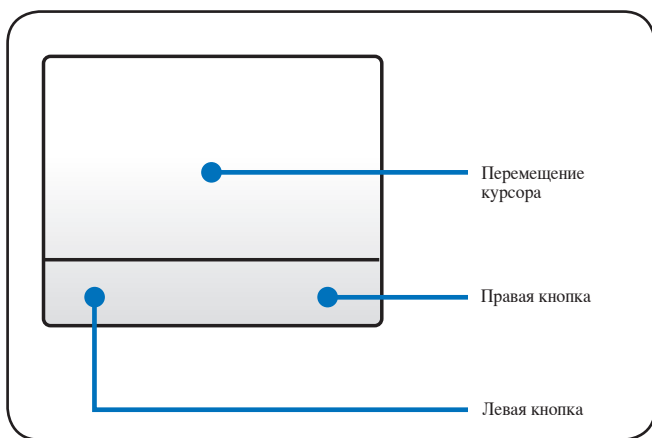 Перемещение
курсора
Правая кнопка
Левая кнопка